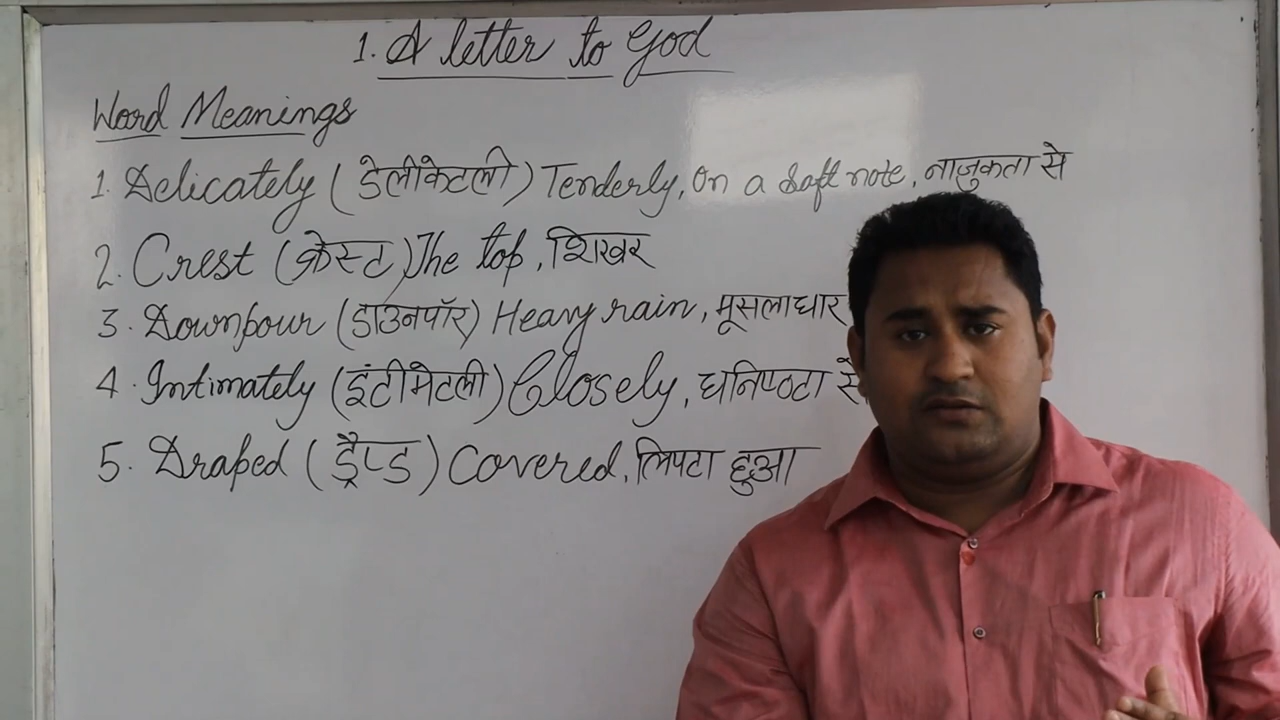 1. A letter to God
Word Meanings
1. Delicately (डेलीकेटली) Tenderly, On a soft note, नाज़ुकता से
2. Crest (क्रेस्ट) The top, शिखर
3. Downpour (डाउनपॉर) Heavy rain, मूसलाधार
4. Intimately (इंटीमेटली) Closely, घनिष्ठता से
5. Draped (ड्रैप्ड) Covered, लिपटा हुआ